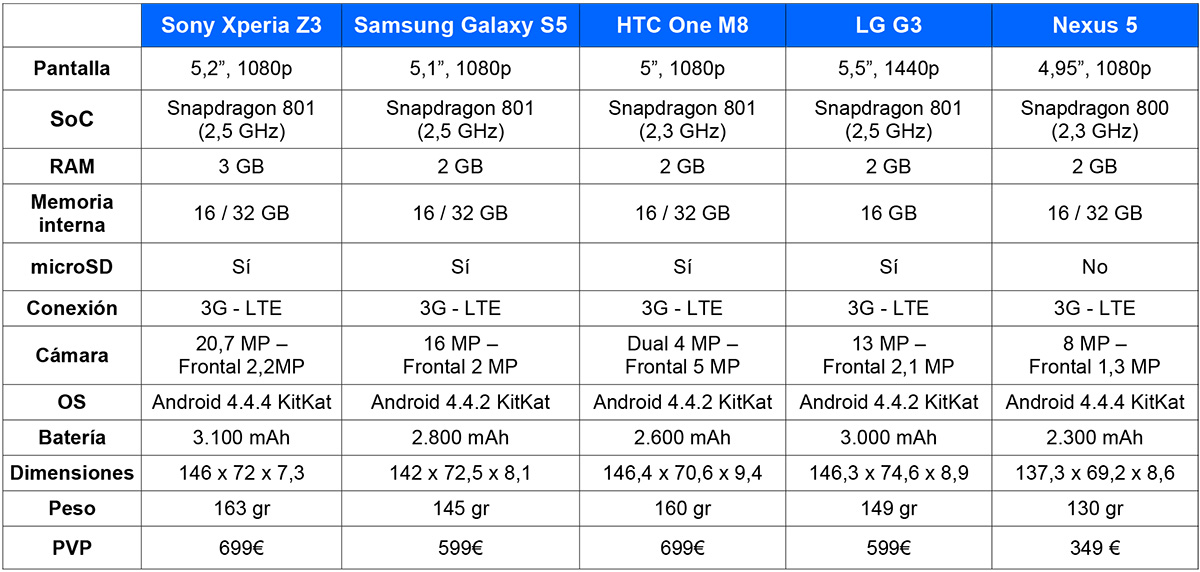 Sony Xperia Z3 Samsung Galaxy S5 HTC One M8 LG G3 Nexus 5
Pantalla 5,2”, 1080p 5,1”, 1080p 5”, 1080p 5,5”, 1440p 4,95”, 1080p
SoC Snapdragon 801 (2,5 GHz) Snapdragon 801 (2,5 GHz) Snapdragon 801 (2,3 GHz) Snapdragon 801 (2,5 GHz) Snapdragon 800 (2,3 GHz)
RAM 3 GB 2 GB 2 GB 2 GB 2 GB
Memoria interna 16 / 32 GB 16 / 32 GB 16 / 32 GB 16 GB 16 / 32 GB
microSD Sí Sí Sí Sí No
Conexión 3G - LTE 3G - LTE 3G - LTE 3G - LTE 3G - LTE
Cámara 20,7 MP – Frontal 2,2MP 16 MP – Frontal 2 MP Dual 4 MP – Frontal 5 MP 13 MP – Frontal 2,1 MP 8 MP – Frontal 1,3 MP
OS Android 4.4.4 KitKat Android 4.4.2 KitKat Android 4.4.2 KitKat Android 4.4.2 KitKat Android 4.4.4 KitKat
Batería 3.100 mAh 2.800 mAh 2.600 mAh 3.000 mAh 2.300 mAh
Dimensiones 146 x 72 x 7,3 142 x 72,5 x 8,1 146,4 x 70,6 x 9,4 146,3 x 74,6 x 8,9 137,3 x 69,2 x 8,6
Peso 163 gr 145 gr 160 gr 149 gr 130 gr
PVP 699€ 599€ 699€ 599€ 349 €